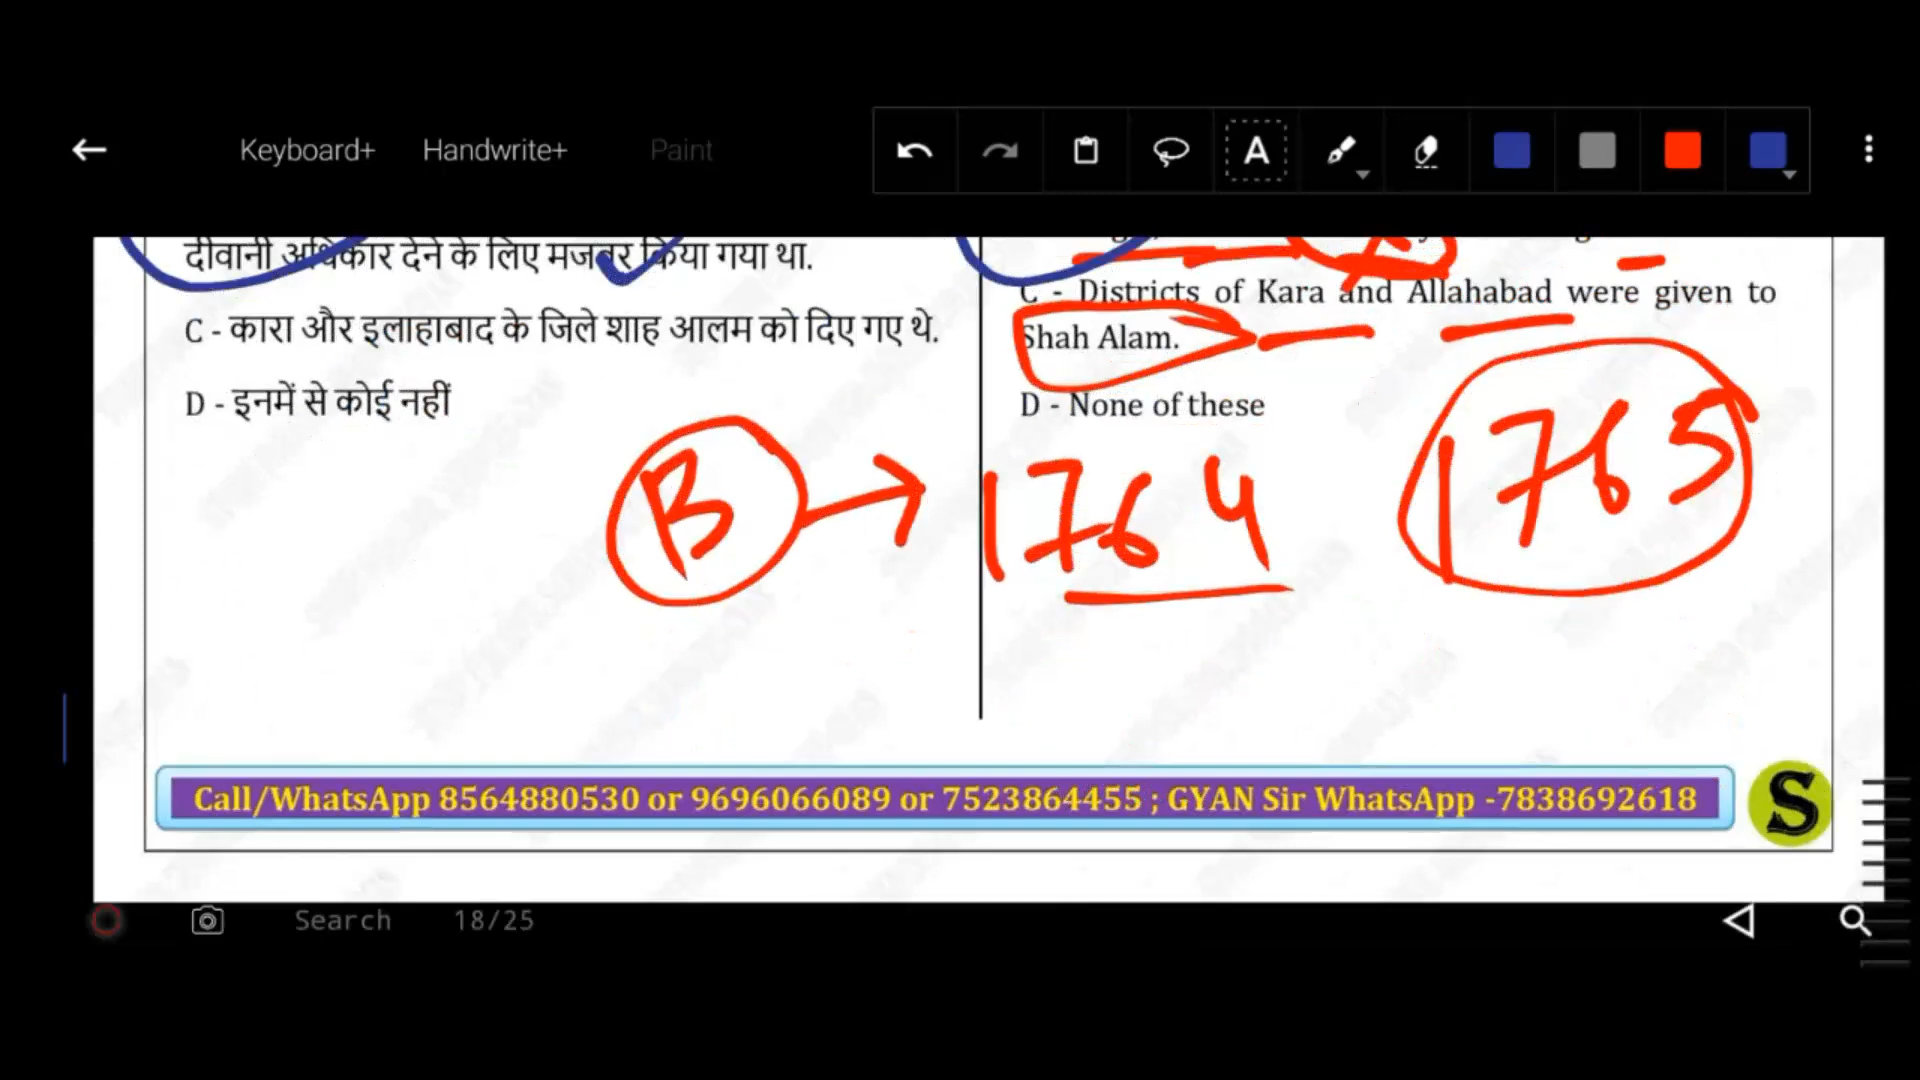 Keyboard+ Handwrite+ Paint
A
दीवानी अधिकार देने के लिए मजबूर किया गया था.
C - कारा और इलाहाबाद के जिले शाह आलम को दिए गए थे.
D - इनमें से कोई नहीं
C - Districts of Kara and Allahabad were given to
Shah Alam.
D - None of these
B → 1764
1765
Call/WhatsApp 8564880530 or 9696066089 or 7523864455 ; GYAN Sir WhatsApp -7838692618
S
Search 18/25